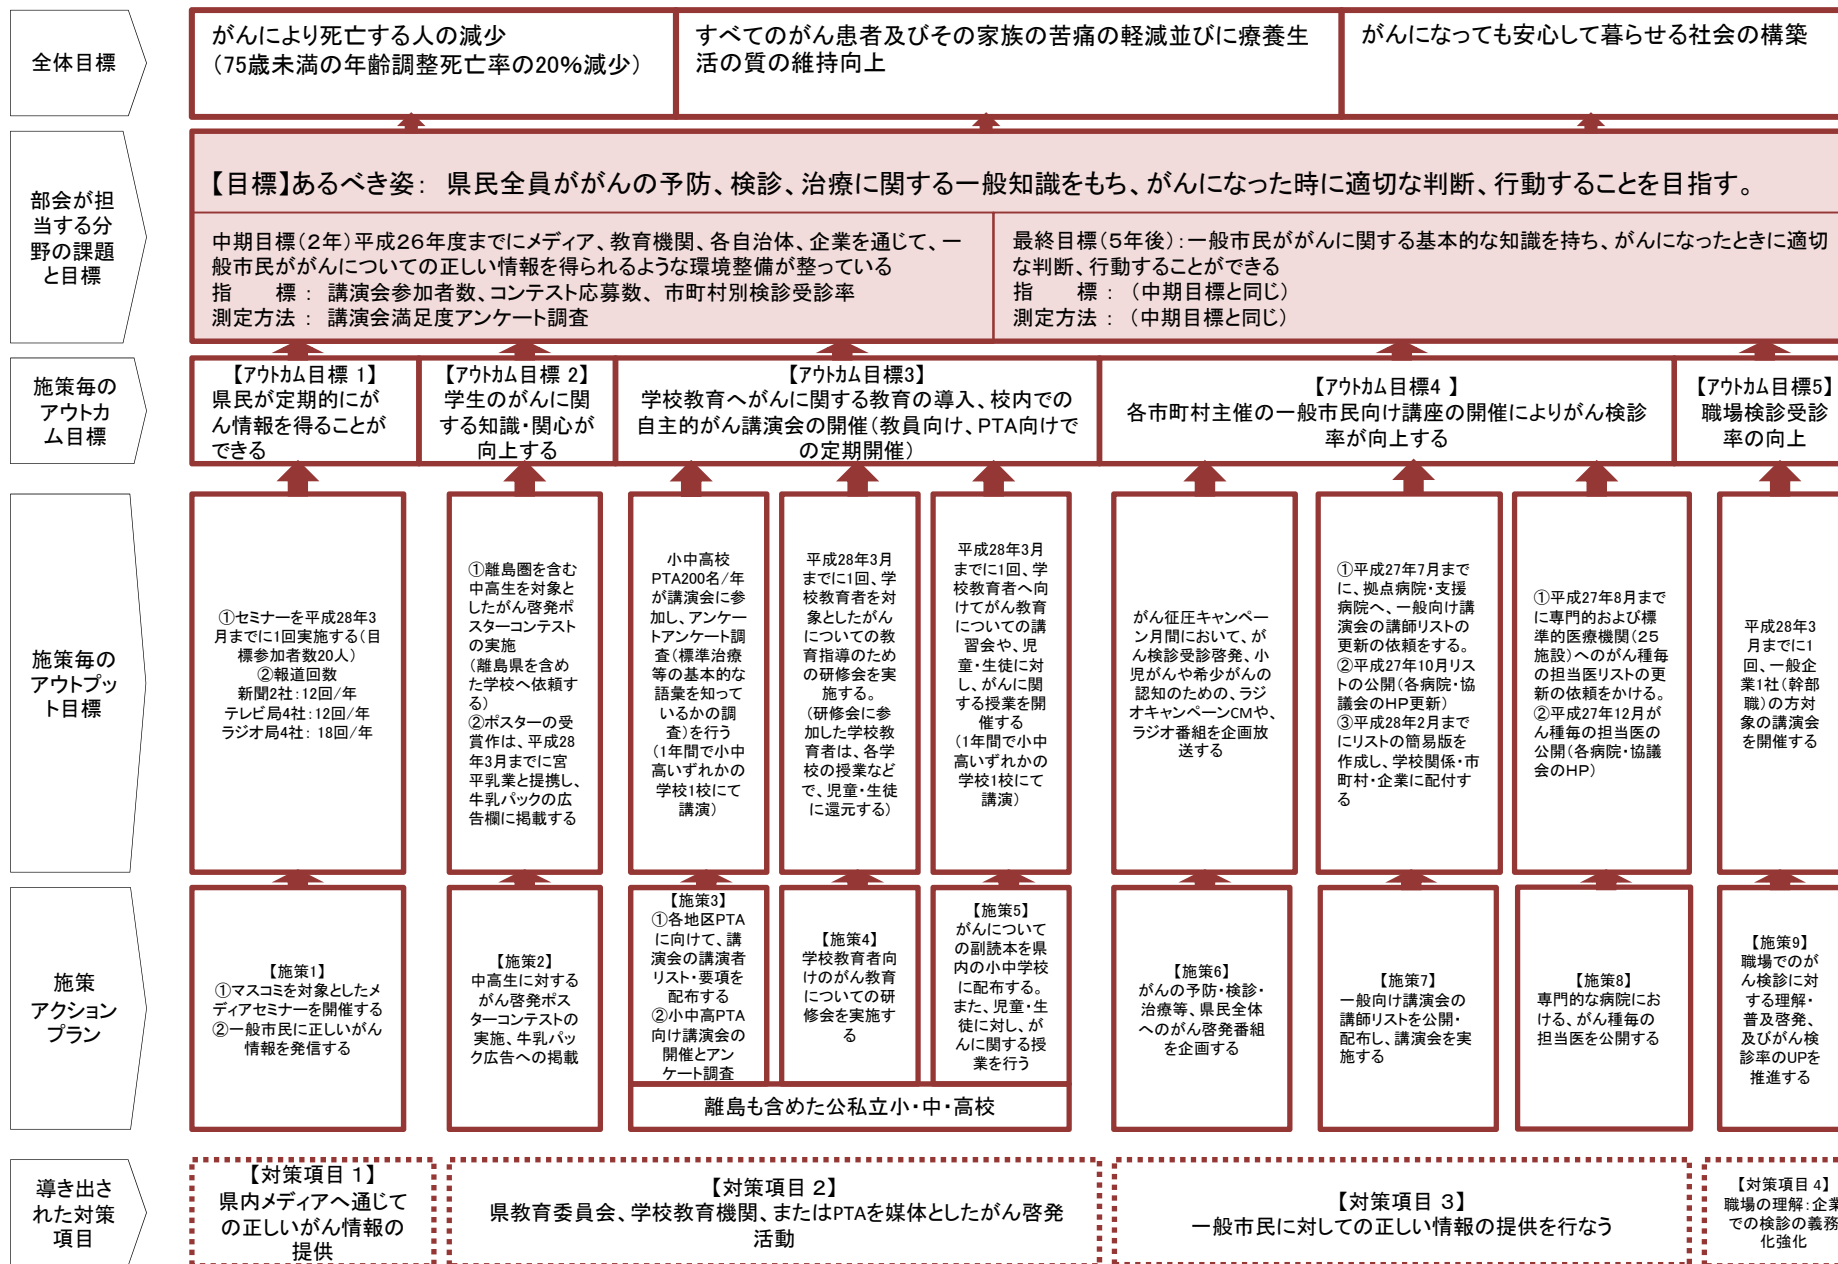 全体目標
がんにより死亡する人の減少
（75歳未満の年齢調整死亡率の20％減少）
すべてのがん患者及びその家族の苦痛の軽減並びに療養生
活の質の維持向上
がんになっても安心して暮らせる社会の構築
部会が担
当する分
野の課題
と目標
【目標】あるべき姿： 県民全員ががんの予防、検診、治療に関する一般知識をもち、がんになった時に適切な判断、行動することを目指す。
中期目標（2年）平成26年度までにメディア、教育機関、各自治体、企業を通じて、一
般市民ががんについての正しい情報を得られるような環境整備が整っている
指　　標： 講演会参加者数、コンテスト応募数、 市町村別検診受診率
測定方法 ： 講演会満足度アンケート調査
最終目標（5年後）：一般市民ががんに関する基本的な知識を持ち、がんになったときに適切
な判断、行動することができる
指　　標 ： （中期目標と同じ）
測定方法 ： （中期目標と同じ）
施策毎の
アウトカ
ム目標
【アウトカム目標 1】
県民が定期的にが
ん情報を得ることが
できる
【アウトカム目標 2】
学生のがんに関
する知識・関心が
向上する
【アウトカム目標3】
学校教育へがんに関する教育の導入、校内での
自主的がん講演会の開催（教員向け、PTA向けで
の定期開催）
【アウトカム目標4 】
各市町村主催の一般市民向け講座の開催によりがん検診
率が向上する
【アウトカム目標5】
職場検診受診
率の向上
施策毎の
アウトプッ
ト目標
①セミナーを平成28年3
月までに1回実施する（目
標参加者数20人）
②報道回数
新聞2社：12回/年
テレビ局4社：12回/年
ラジオ局4社： 18回/年
①離島圏を含む
中高生を対象と
したがん啓発ポ
スターコンテスト
の実施
（離島県を含め
た学校へ依頼す
る）
②ポスターの受
賞作は、平成28
年3月までに宮
平乳業と提携し、
牛乳パックの広
告欄に掲載する
小中高校
PTA200名/年
が講演会に参
加し、アンケー
トアンケート調
査（標準治療
等の基本的な
語彙を知って
いるかの調
査）を行う
（1年間で小中
高いずれかの
学校1校にて
講演）
平成28年3月
までに1回、学
校教育者を対
象としたがん
についての教
育指導のため
の研修会を実
施する。
（研修会に参
加した学校教
育者は、各学
校の授業など
で、児童・生徒
に還元する）
平成28年3月
までに1回、学
校教育者へ向
けてがん教育
についての講
習会や、児
童・生徒に対
し、がんに関
する授業を開
催する
（1年間で小中
高いずれかの
学校1校にて
講演）
がん征圧キャンペー
ン月間において、が
ん検診受診啓発、小
児がんや希少がんの
認知のための、ラジ
オキャンペーンCMや、
ラジオ番組を企画放
送する
①平成27年7月まで
に、拠点病院・支援
病院へ、一般向け講
演会の講師リストの
更新の依頼をする。
②平成27年10月リス
トの公開（各病院・協
議会のHP更新）
③平成28年2月まで
にリストの簡易版を
作成し、学校関係・市
町村・企業に配付す
る
①平成27年8月まで
に専門的および標
準的医療機関（25
施設）へのがん種毎
の担当医リストの更
新の依頼をかける。
②平成27年12月が
ん種毎の担当医の
公開（各病院・協議
会のHP）
平成28年3
月までに1
回、一般企
業1社（幹部
職）の方対
象の講演会
を開催する
施策
アクション
プラン
【施策1】
①マスコミを対象としたメ
ディアセミナーを開催する
②一般市民に正しいがん
情報を発信する
【施策2】
中高生に対する
がん啓発ポス
ターコンテストの
実施、牛乳パッ
ク広告への掲載
【施策3】
①各地区PTA
に向けて、講
演会の講演者
リスト・要項を
配布する
②小中高PTA
向け講演会の
開催とアン
ケート調査
【施策4】
学校教育者向
けのがん教育
についての研
修会を実施す
る
【施策5】
がんについて
の副読本を県
内の小中学校
に配布する。
また、児童・生
徒に対し、が
んに関する授
業を行う
離島も含めた公私立小・中・高校
【施策6】
がんの予防・検診・
治療等、県民全体
へのがん啓発番組
を企画する
【施策7】
一般向け講演会の
講師リストを公開・
配布し、講演会を実
施する
【施策8】
専門的な病院にお
ける、がん種毎の
担当医を公開する
【施策9】
職場でのが
ん検診に対
する理解・
普及啓発、
及びがん検
診率のUPを
推進する
導き出さ
れた対策
項目
【対策項目 1】
県内メディアへ通じて
の正しいがん情報の
提供
【対策項目 2】
県教育委員会、学校教育機関、またはPTAを媒体としたがん啓発
活動
【対策項目 3】
一般市民に対しての正しい情報の提供を行なう
【対策項目 4】
職場の理解：企業
での検診の義務
化強化